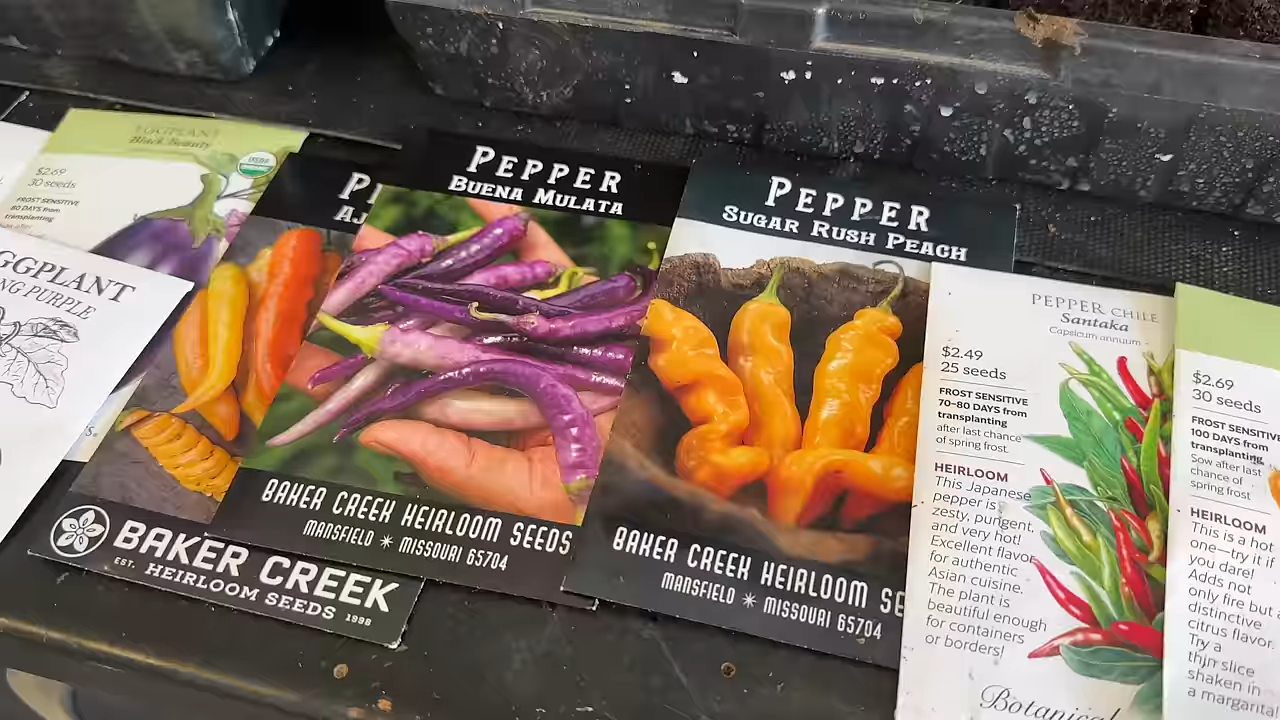 EGGPLANT
Black Beauty
$2.69
30 seeds
USDA
ORGANIC
FROST SENSITIVE
80 DAYS from
transplanting
GGPLANT
NG PURPLE
BAKER CREEK
EST. HEIRLOOM SEEDS 1998
PEPPER
BUENA MULATA
BAKER CREEK HEIRLOOM SEEDS
MANSFIELD ✴ MISSOURI 65704
PEPPER
SUGAR RUSH PEACH
BAKER CREEK HEIRLOOM SE
MANSFIELD ✴ MISSOURI 65704
PEPPER CHILE
Santaka
Capsicum annuum
$2.49
25 seeds
FROST SENSITIVE
70–80 DAYS from
transplanting
after last chance
of spring frost.
HEIRLOOM
This Japanese
pepper is
zesty, pungent,
and very hot!
Excellent flavor
for authentic
Asian cuisine.
The plant is
beautiful enough
for containers
or borders!
Botanical
$2.69
30 seeds
FROST SENSITIVE
100 DAYS from
transplanting.
Sow after last
chance of
spring frost
HEIRLOOM
This is a hot
one—try it if
you dare!
Adds not
only fire but
distinctive
citrus flavor.
Try a
thin slice
shaken in
a margarita!